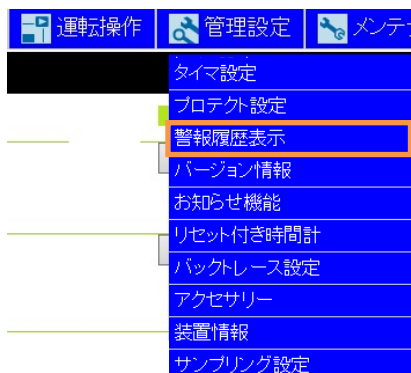 運転操作 管理設定 メンテ
タイマ設定
プロテクト設定
警報履歴表示
バージョン情報
お知らせ機能
リセット付き時間計
バックトレース設定
アクセサリー
装置情報
サンプリング設定